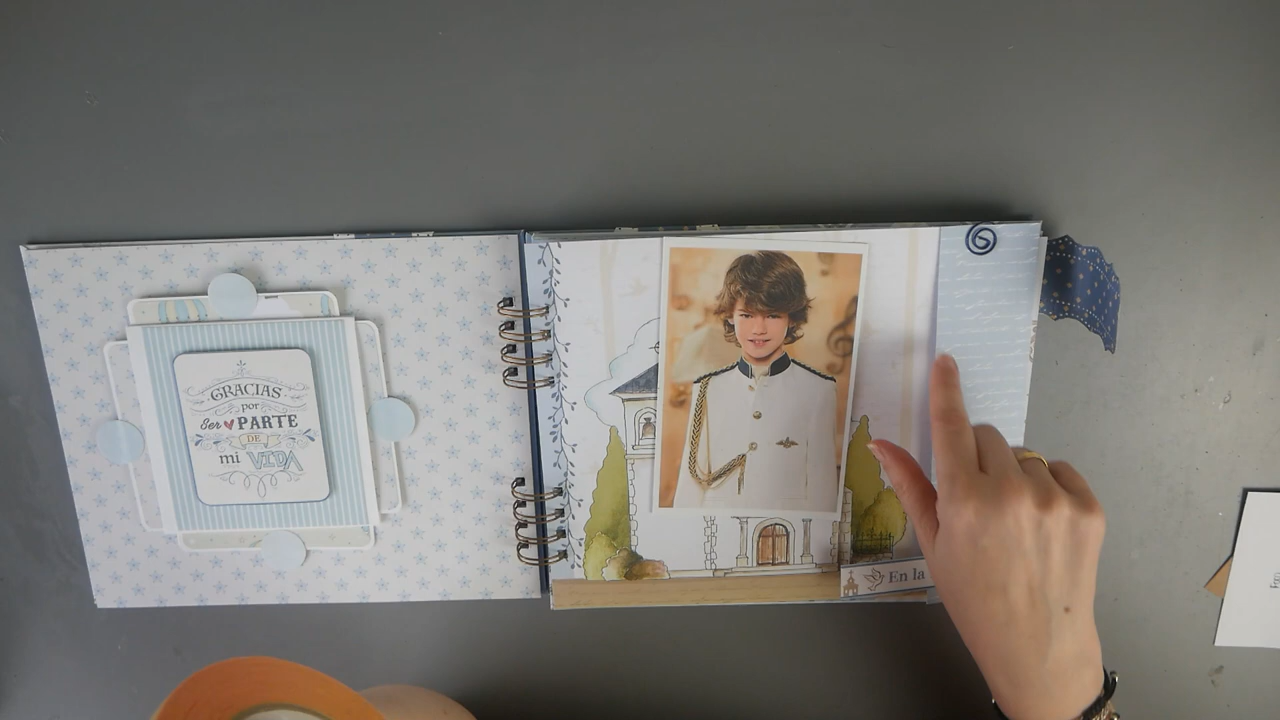 GRACIAS
por
Ser PARTE
DE
mi VIDA
En la